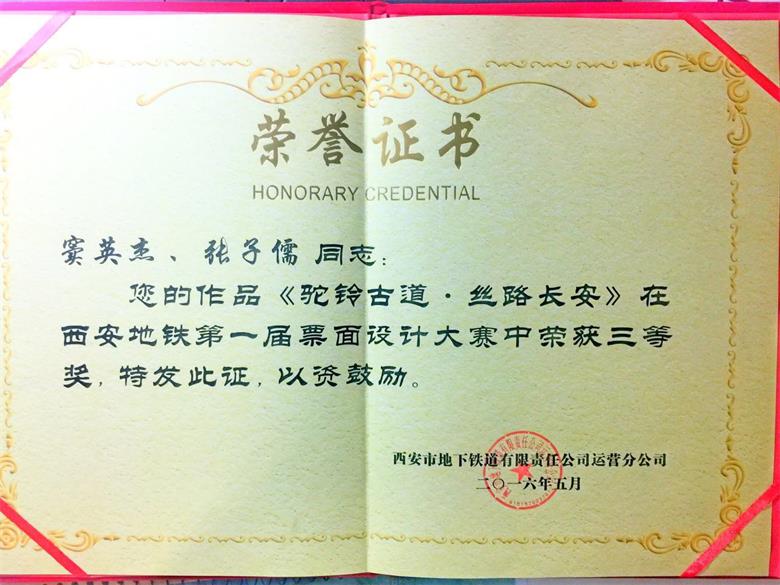 荣誉证书
HONORARY CREDENTIAL
窦英杰、张子儒 同志：
您的作品《驼铃古道·丝路长安》在
西安地铁第一届票面设计大赛中荣获三等
奖，特发此证，以资鼓励。
西安市地下铁道有限责任公司运营分公司
二〇一六年五月